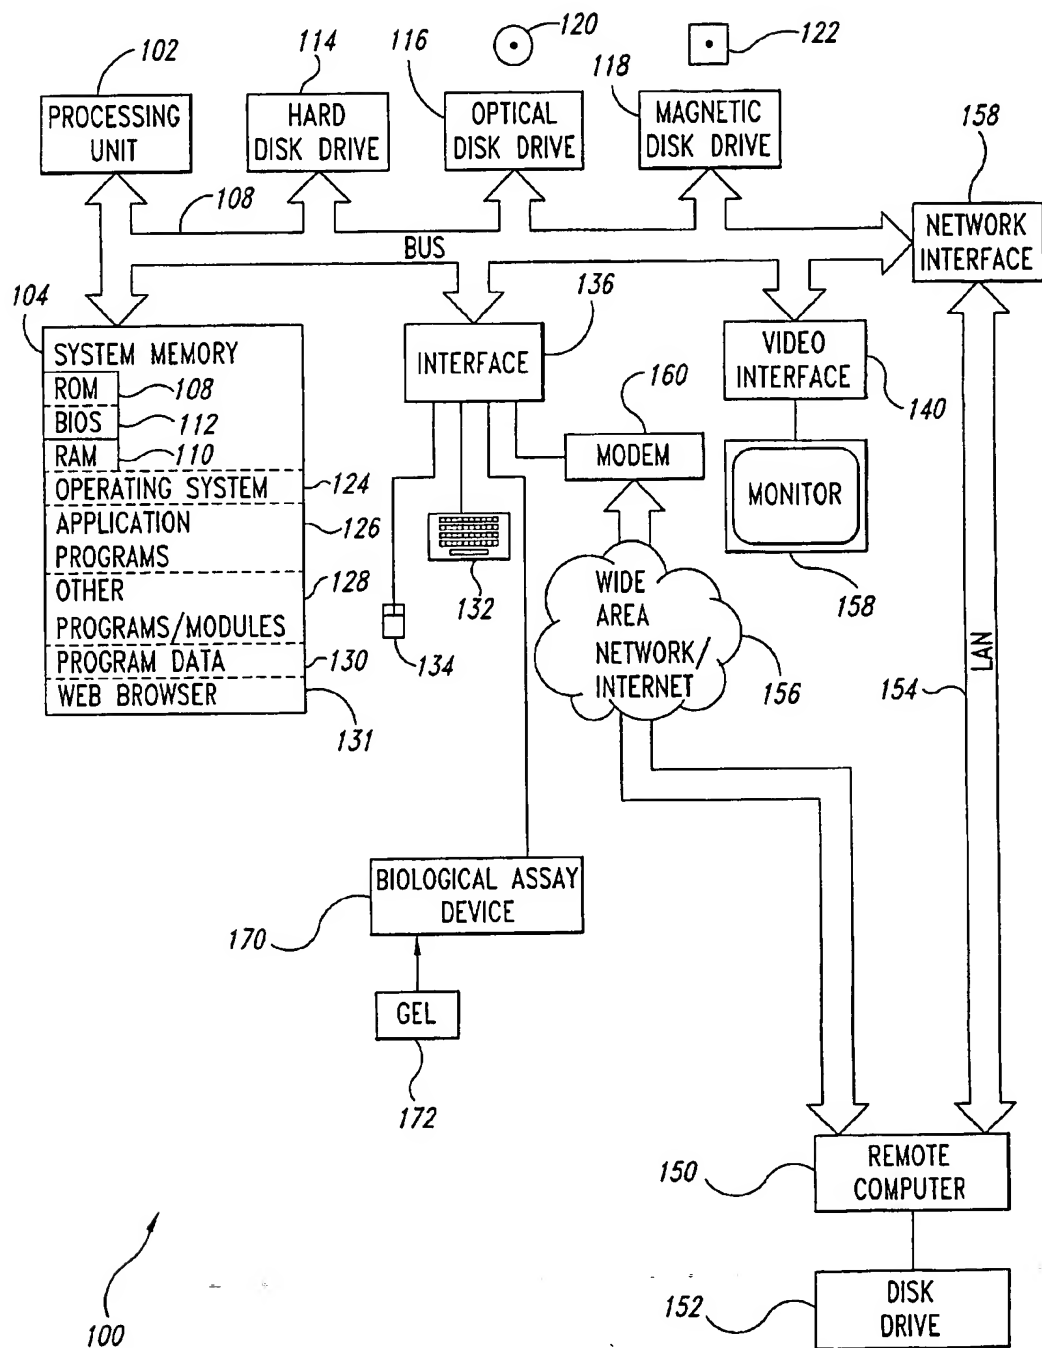 120
122
102
114
116
118
PROCESSING
UNIT
HARD
DISK DRIVE
OPTICAL
DISK DRIVE
MAGNETIC
DISK DRIVE
158
NETWORK
INTERFACE
108
BUS
104
SYSTEM MEMORY
ROM
108
BIOS
112
RAM
110
OPERATING SYSTEM
124
APPLICATION
PROGRAMS
126
OTHER
PROGRAMS/MODULES
128
PROGRAM DATA
130
WEB BROWSER
131
136
INTERFACE
VIDEO
INTERFACE
140
160
MODEM
MONITOR
158
132
134
WIDE
AREA
NETWORK/
INTERNET
156
154
LAN
BIOLOGICAL ASSAY
DEVICE
170
GEL
172
150
REMOTE
COMPUTER
152
DISK
DRIVE
100